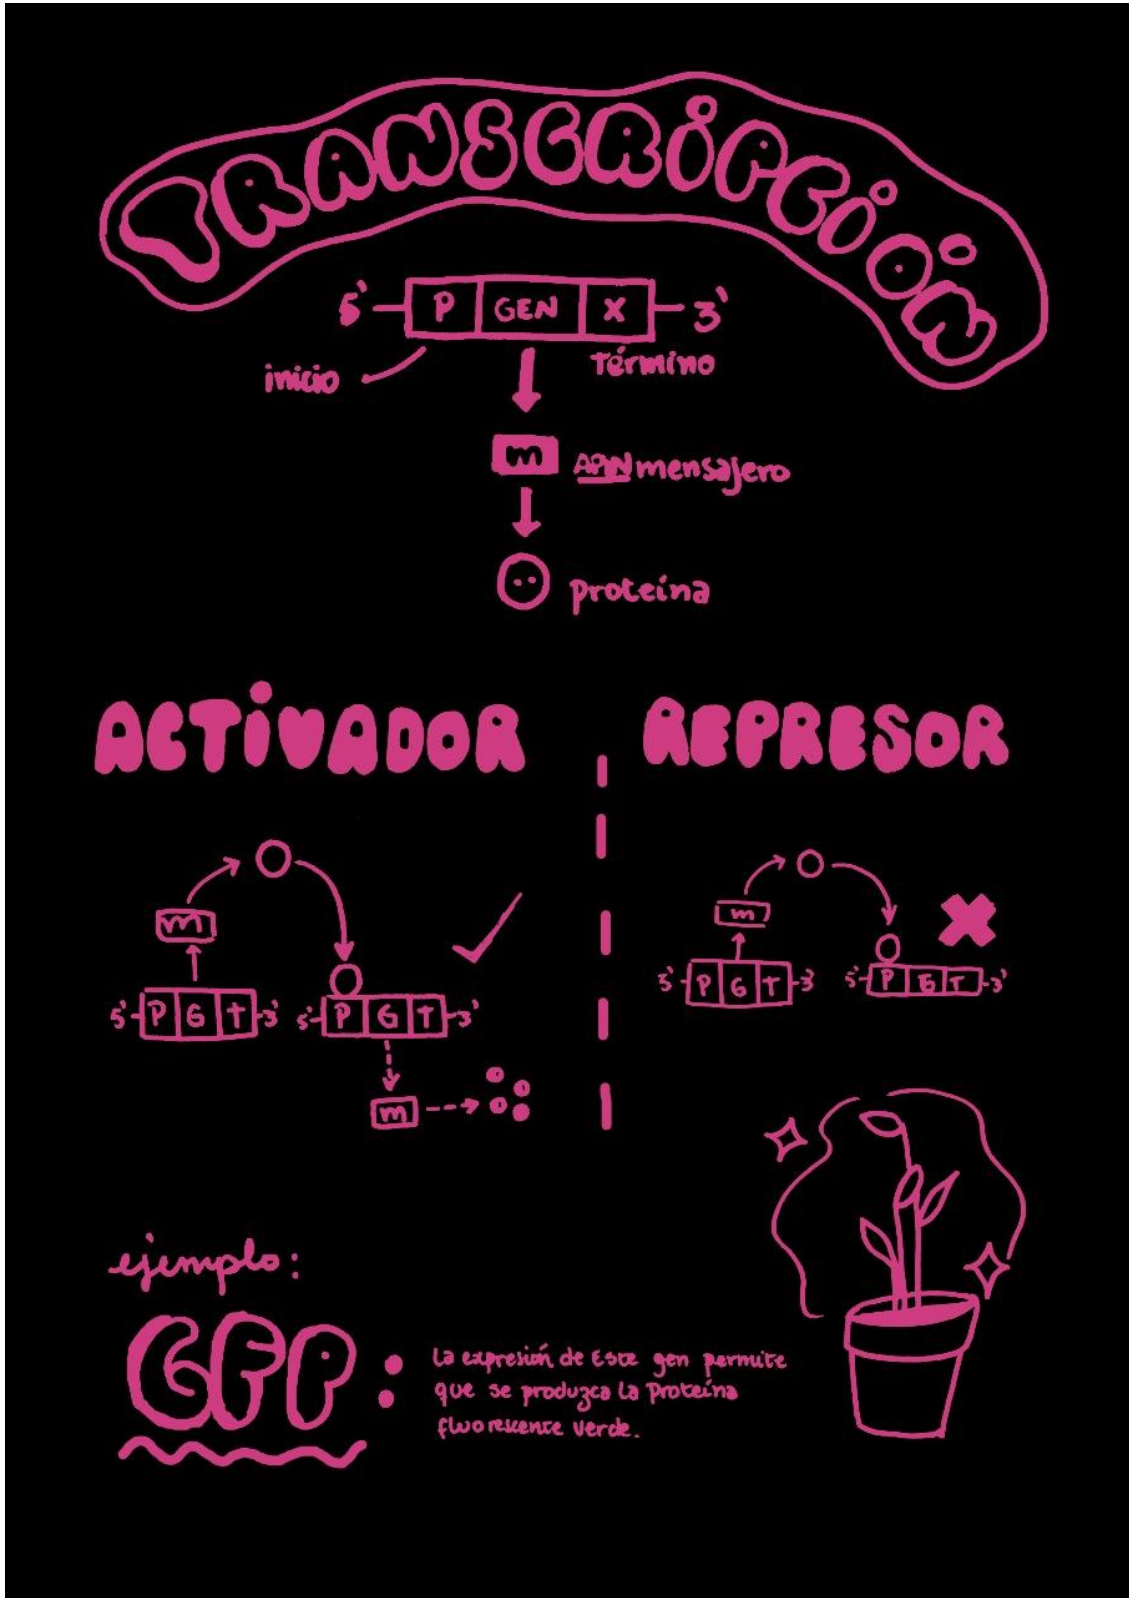 TRANSCRIPCIÓN
5' P GEN X 3'
inicio
Término
m ARN mensajero
proteína
ACTIVADOR
m
5' P G T 3' 5' P G T 3'
m
REPRESOR
m
5' P G T 3' 5' P G T 3'
ejemplo:
GFP:
La expresión de Este gen permite
que se produzca la Proteína
fluorescente verde.